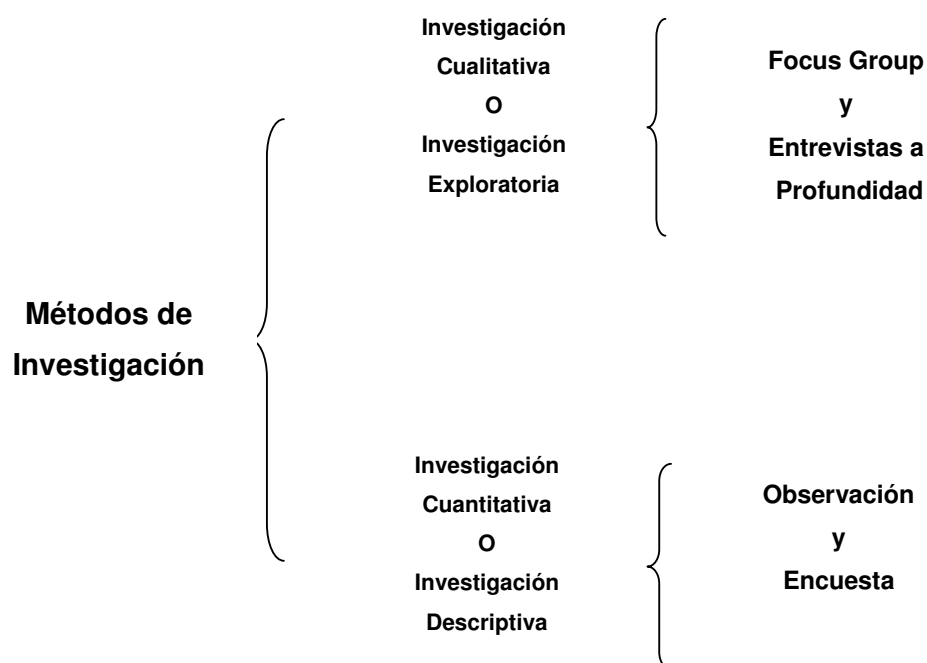 Métodos de
Investigación
Investigación
Cualitativa
O
Investigación
Exploratoria
Focus Group
y
Entrevistas a
Profundidad
Investigación
Cuantitativa
O
Investigación
Descriptiva
Observación
y
Encuesta